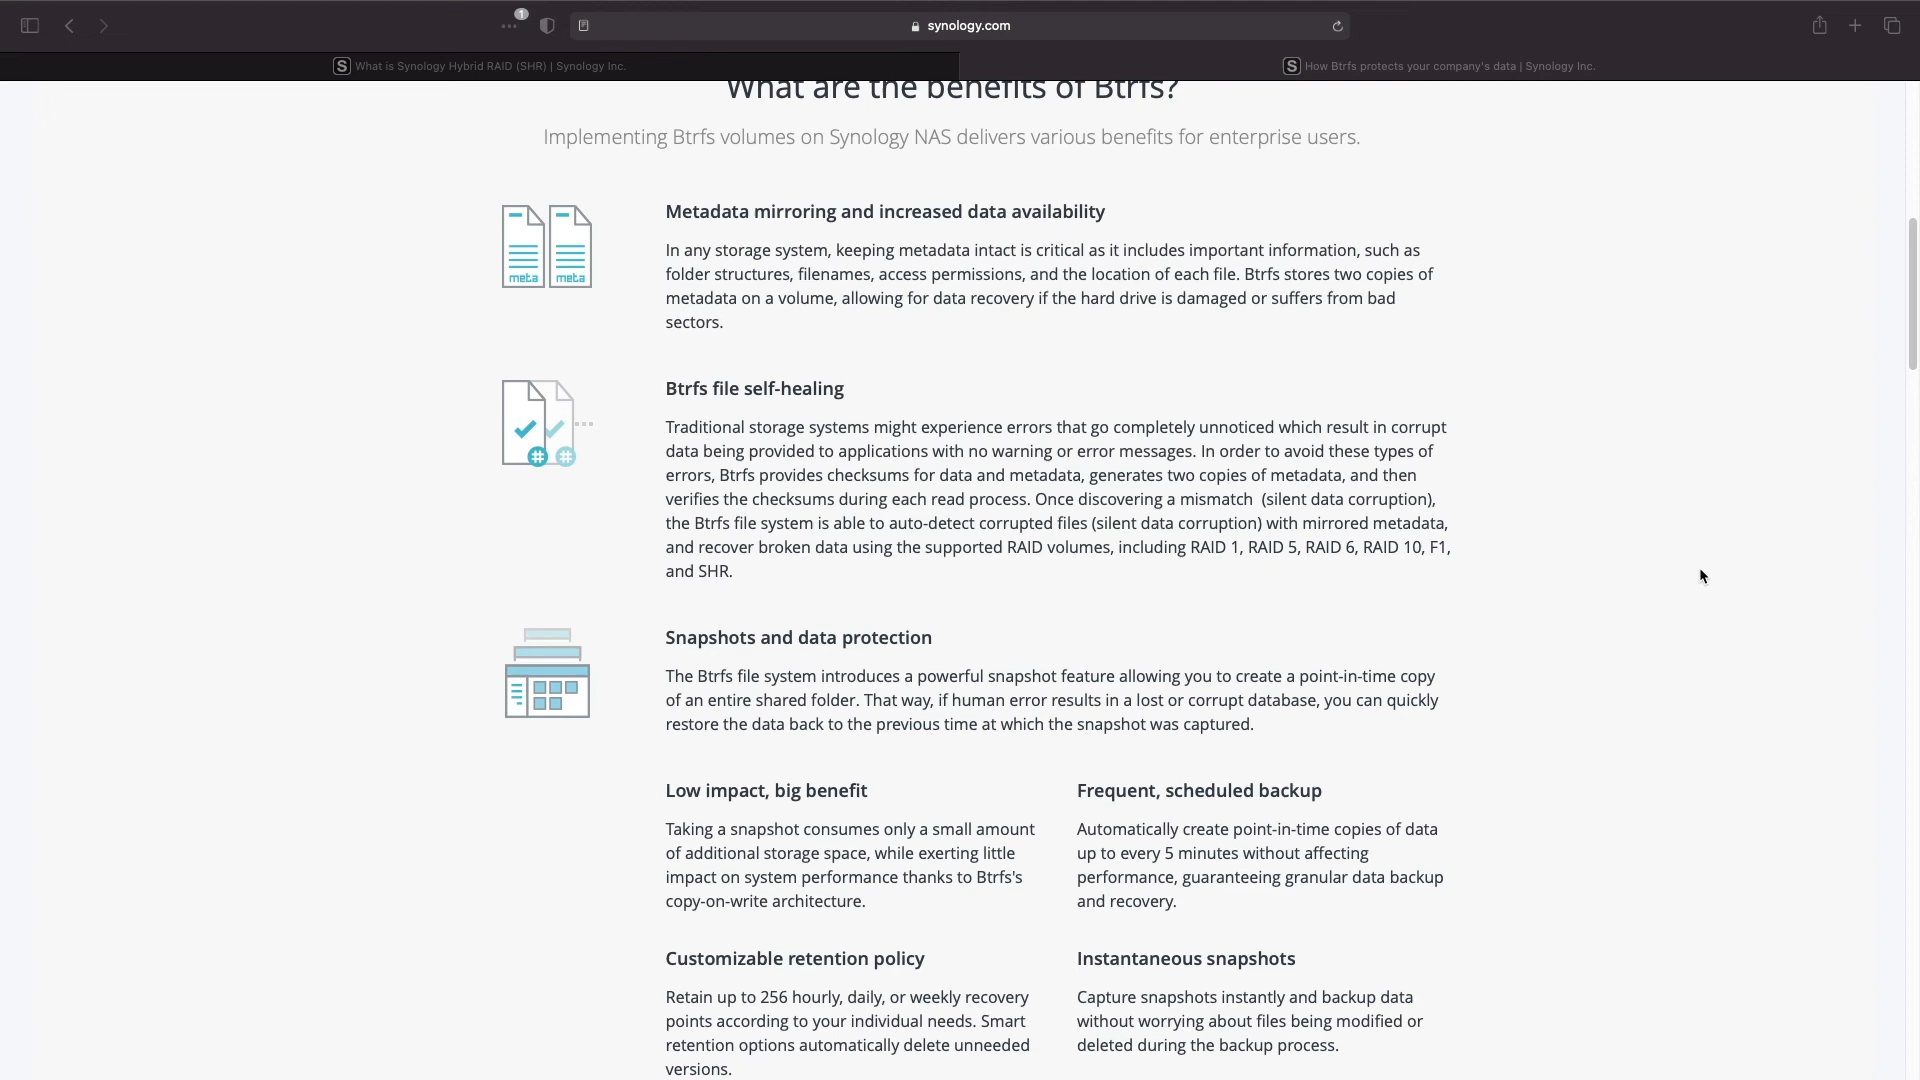 1
synology.com
S What is Synology Hybrid RAID (SHR) | Synology Inc.
S How Btrfs protects your company's data | Synology Inc.
What are the benefits of Btrfs?
Implementing Btrfs volumes on Synology NAS delivers various benefits for enterprise users.
meta meta
Metadata mirroring and increased data availability
In any storage system, keeping metadata intact is critical as it includes important information, such as
folder structures, filenames, access permissions, and the location of each file. Btrfs stores two copies of
metadata on a volume, allowing for data recovery if the hard drive is damaged or suffers from bad
sectors.
# #
Btrfs file self-healing
Traditional storage systems might experience errors that go completely unnoticed which result in corrupt
data being provided to applications with no warning or error messages. In order to avoid these types of
errors, Btrfs provides checksums for data and metadata, generates two copies of metadata, and then
verifies the checksums during each read process. Once discovering a mismatch (silent data corruption),
the Btrfs file system is able to auto-detect corrupted files (silent data corruption) with mirrored metadata,
and recover broken data using the supported RAID volumes, including RAID 1, RAID 5, RAID 6, RAID 10, F1,
and SHR.
Snapshots and data protection
The Btrfs file system introduces a powerful snapshot feature allowing you to create a point-in-time copy
of an entire shared folder. That way, if human error results in a lost or corrupt database, you can quickly
restore the data back to the previous time at which the snapshot was captured.
Low impact, big benefit
Taking a snapshot consumes only a small amount
of additional storage space, while exerting little
impact on system performance thanks to Btrfs's
copy-on-write architecture.
Frequent, scheduled backup
Automatically create point-in-time copies of data
up to every 5 minutes without affecting
performance, guaranteeing granular data backup
and recovery.
Customizable retention policy
Retain up to 256 hourly, daily, or weekly recovery
points according to your individual needs. Smart
retention options automatically delete unneeded
versions.
Instantaneous snapshots
Capture snapshots instantly and backup data
without worrying about files being modified or
deleted during the backup process.